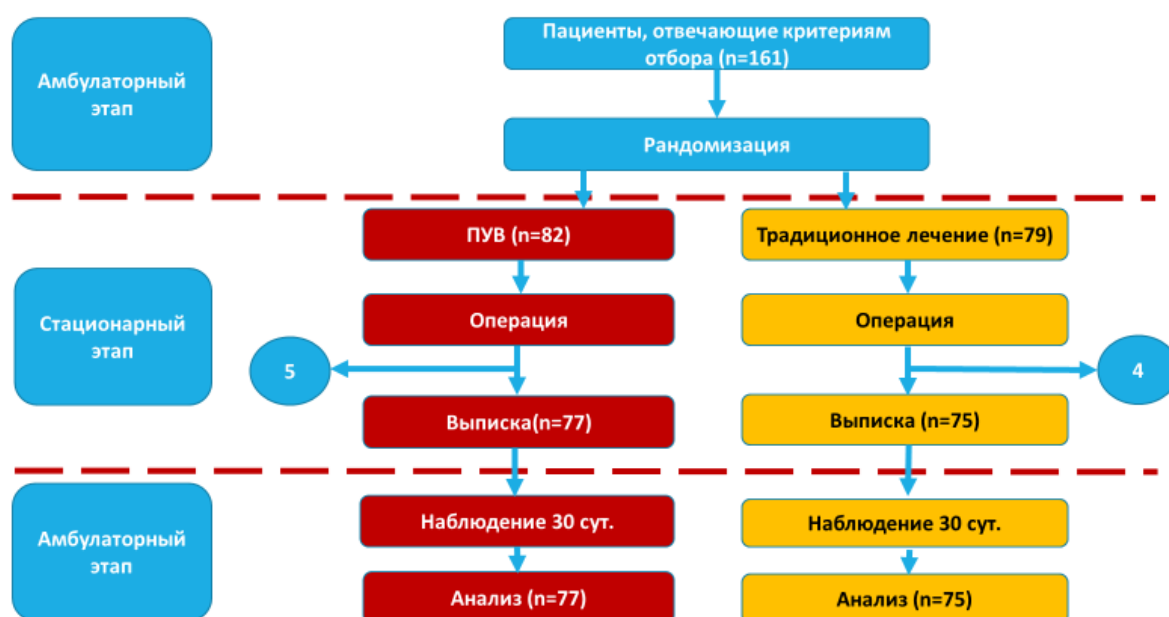 Амбулаторный
этап
Пациенты, отвечающие критериям
отбора (n=161)
Рандомизация
Стационарный
этап
ПУВ (n=82)
Традиционное лечение (n=79)
Операция
Операция
5
4
Выписка(n=77)
Выписка (n=75)
Амбулаторный
этап
Наблюдение 30 сут.
Наблюдение 30 сут.
Анализ (n=77)
Анализ (n=75)